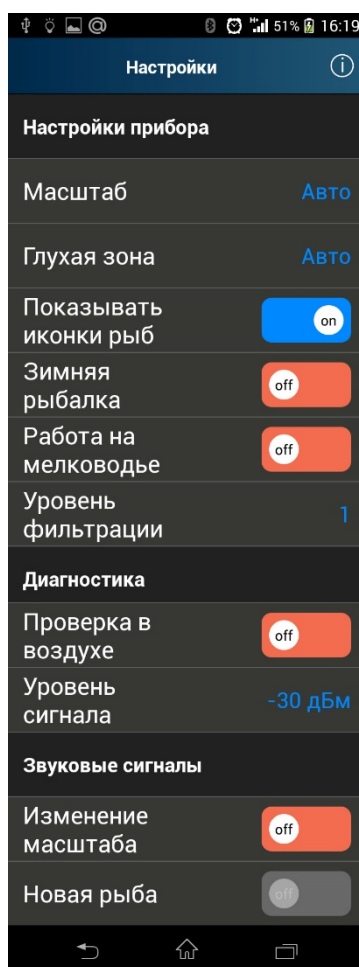 51% 16:19
Настройки
Настройки прибора
Масштаб Авто
Глухая зона Авто
Показывать
иконки рыб on
Зимняя
рыбалка off
Работа на
мелководье off
Уровень
фильтрации 1
Диагностика
Проверка в
воздухе off
Уровень
сигнала -30 дБм
Звуковые сигналы
Изменение
масштаба off
Новая рыба off